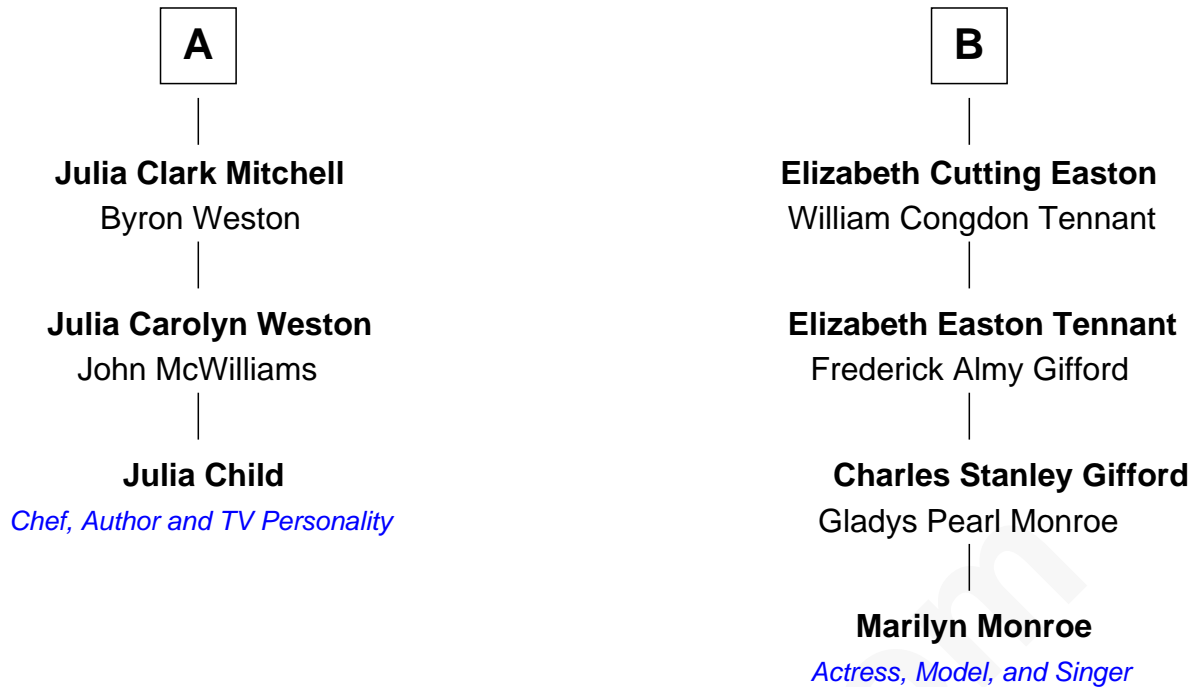 A
Julia Clark Mitchell
Byron Weston
Julia Carolyn Weston
John McWilliams
Julia Child
Chef, Author and TV Personality
B
Elizabeth Cutting Easton
William Congdon Tennant
Elizabeth Easton Tennant
Frederick Almy Gifford
Charles Stanley Gifford
Gladys Pearl Monroe
Marilyn Monroe
Actress, Model, and Singer